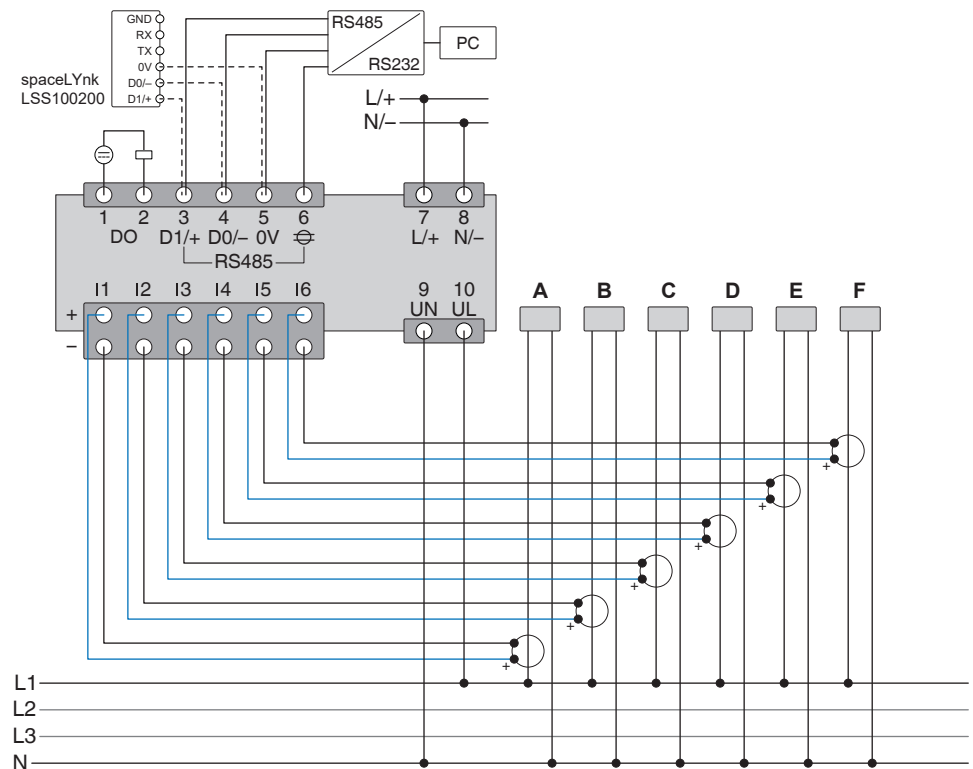 GND
RX
TX
0V
D0/–
D1/+
spaceLYnk
LSS100200
RS485
RS232
PC
L/+
N/–
1 2 3 4 5 6 7 8
DO D1/+ D0/– 0V L/+ N/–
RS485
I1 I2 I3 I4 I5 I6 9 10
UN UL
A B C D E F
+
–
+
+
+
+
+
+
L1
L2
L3
N